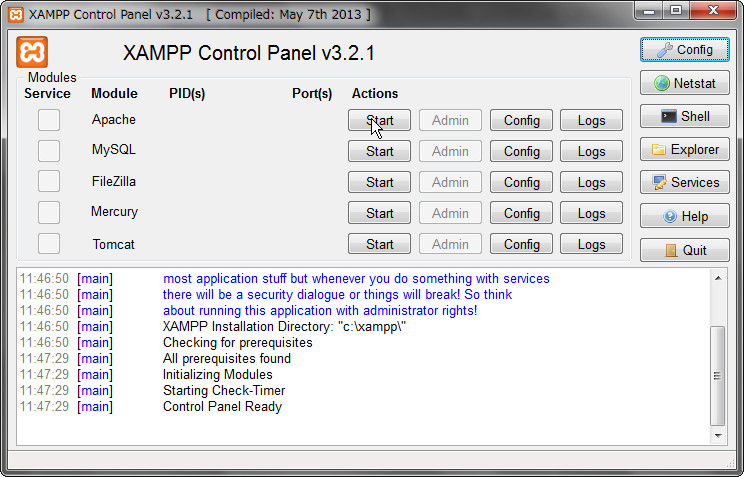 XAMPP Control Panel v3.2.1   [ Compiled: May 7th 2013 ]
XAMPP Control Panel v3.2.1
Modules
Service Module PID(s) Port(s) Actions
Apache Start Admin Config Logs
MySQL Start Admin Config Logs
FileZilla Start Admin Config Logs
Mercury Start Admin Config Logs
Tomcat Start Admin Config Logs
Config
Netstat
Shell
Explorer
Services
Help
Quit
11:46:50 [main] most application stuff but whenever you do something with services
11:46:50 [main] there will be a security dialogue or things will break! So think
11:46:50 [main] about running this application with administrator rights!
11:46:50 [main] XAMPP Installation Directory: "c:\xampp\"
11:46:50 [main] Checking for prerequisites
11:47:29 [main] All prerequisites found
11:47:29 [main] Initializing Modules
11:47:29 [main] Starting Check-Timer
11:47:29 [main] Control Panel Ready